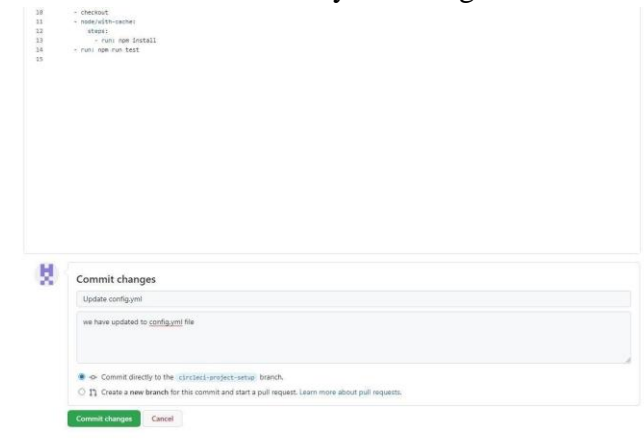 10 - checkout
11 - node/with-cache:
12 steps:
13 - run: npm install
14 - run: npm run test
15
Commit changes
Update config.yml
we have updated to config.yml file
Commit directly to the circleci-project-setup branch.
Create a new branch for this commit and start a pull request. Learn more about pull requests.
Commit changes Cancel